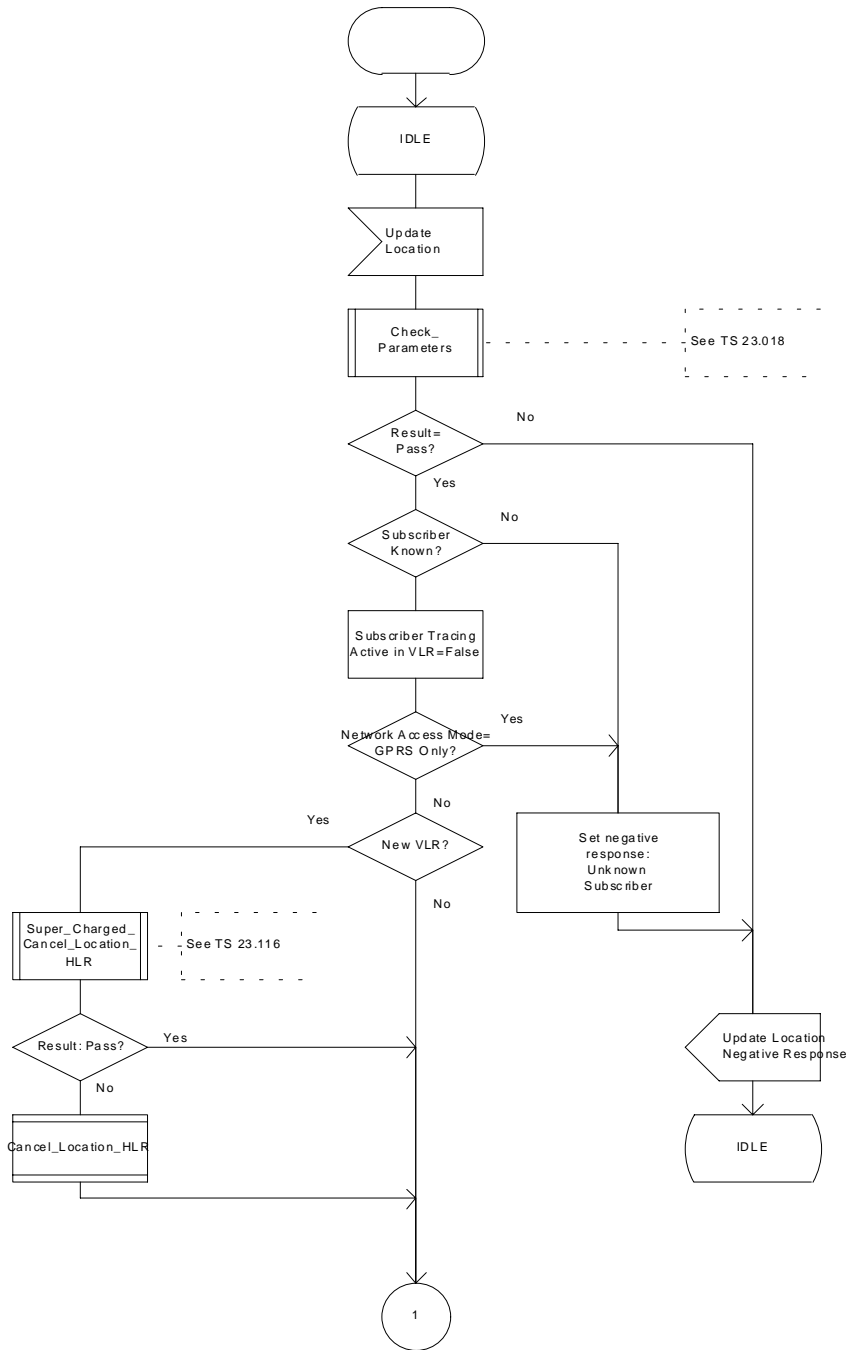 IDLE
Update
Location
Check_
Parameters
See TS 23.018
Result=
Pass?
No
Yes
Subscriber
Known?
No
Subscriber Tracing
Active in VLR=False
Network Access Mode=
GPRS Only?
Yes
No
New VLR?
Yes
No
Set negative
response:
Unknown
Subscriber
Super_Charged_
Cancel_Location_
HLR
See TS 23.116
Result: Pass?
Yes
No
Update Location
Negative Response
Cancel_Location_HLR
IDLE
1